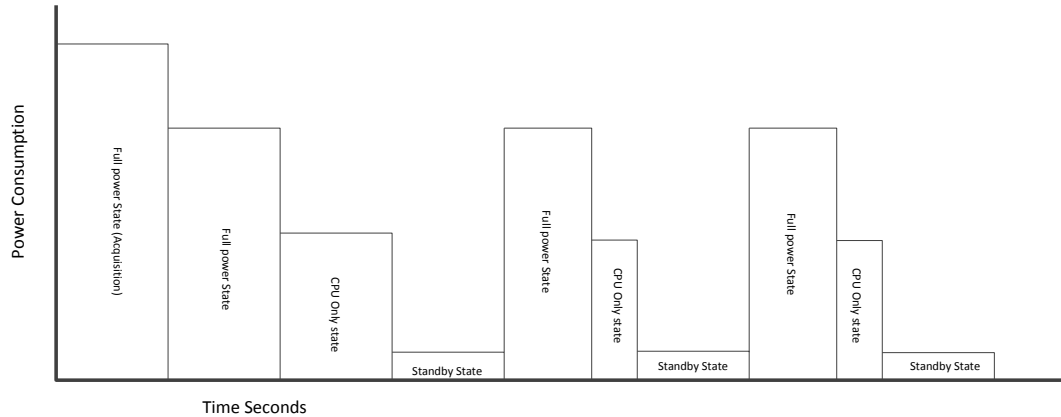 Power Consumption
Full power State (Acquisition)
Full power State
CPU Only state
Standby State
Full power State
CPU Only state
Standby State
Full power State
CPU Only state
Standby State
Time Seconds